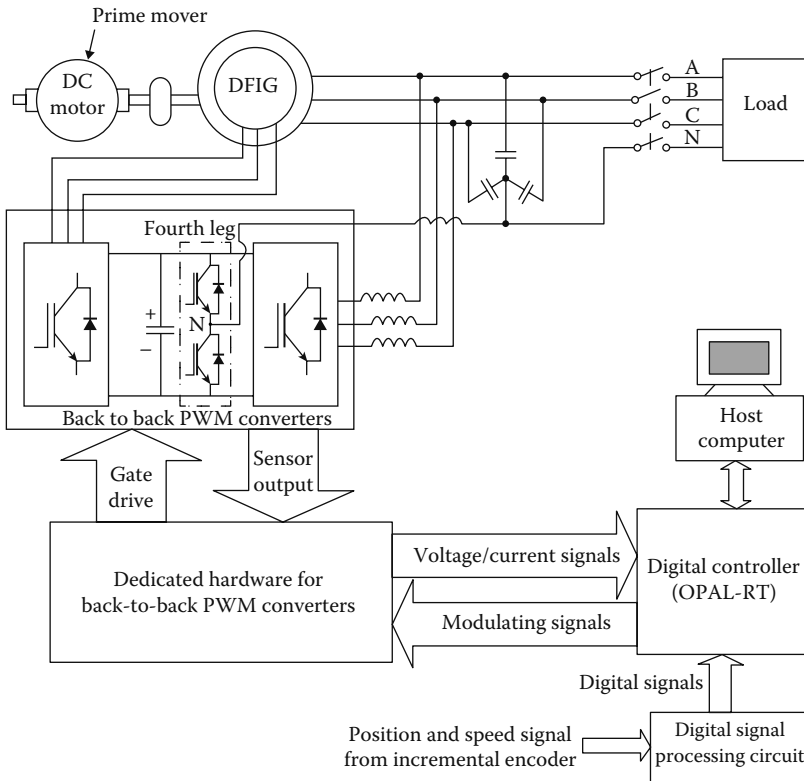 Prime mover
DC
motor
DFIG
A
B
C
N
Load
Fourth leg
+
N
−
Back to back PWM converters
Gate
drive
Sensor
output
Host
computer
Dedicated hardware for
back-to-back PWM converters
Voltage/current signals
Modulating signals
Digital controller
(OPAL-RT)
Digital signals
Position and speed signal
from incremental encoder
Digital signal
processing circuit